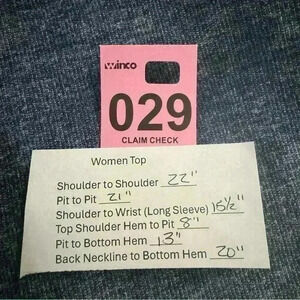 Winco
029
CLAIM CHECK
Women Top
Shoulder to Shoulder 22"
Pit to Pit 21"
Shoulder to Wrist (Long Sleeve) 15½"
Top Shoulder Hem to Pit 8"
Pit to Bottom Hem 13"
Back Neckline to Bottom Hem 20"